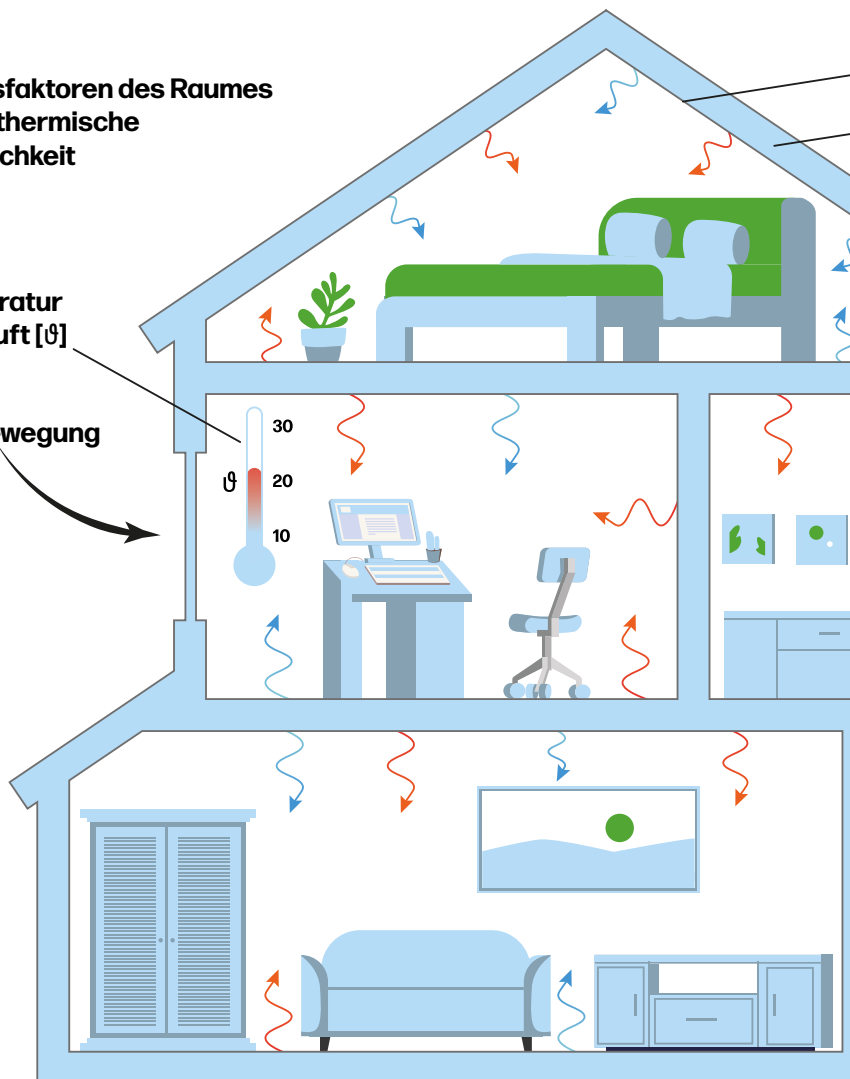 sfaktoren des Raumes
thermische
chkeit
ratur
uft [ϑ]
wegung
30
ϑ
20
10